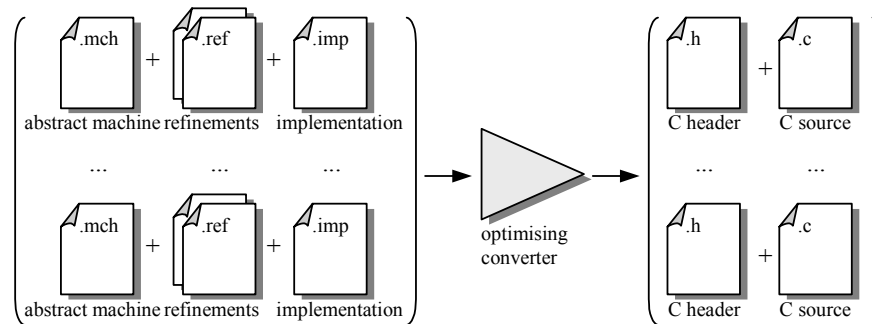 .mch + .ref + .imp .h + .c
abstract machine refinements implementation C header C source
... ... ... ... ...
.mch + .ref + .imp .h + .c
optimising
converter
abstract machine refinements implementation C header C source